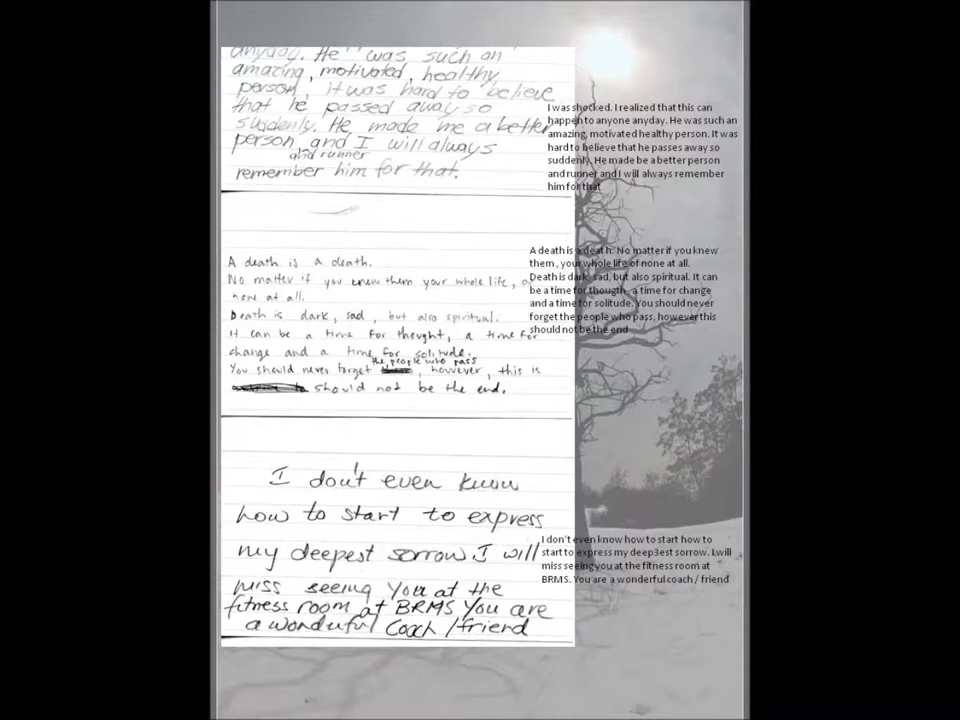 anyday. He was such an
amazing, motivated, healthy
person, it was hard to believe
that he passed away so
suddenly. He made me a better
person and I will always
and runner
remember him for that.
I was shocked. I realized that this can
happen to anyone anyday. He was such an
amazing, motivated healthy person. It was
hard to believe that he passes away so
suddenly. He made be a better person
and runner and I will always remember
him for that
A death is a death.
No matter if you knew them your whole life, or
none at all.
Death is dark, sad, but also spiritual.
It can be a time for thought, a time for
change and a time for solitude.
the people who pass
You should never forget , however, this is
should not be the end.
A death is a death. No matter if you knew
them , your whole life of none at all.
Death is dark, sad, but also spiritual. It can
be a time for thougth , a time for change
and a time for solitude. You should never
forget the people who pass, however this
should not be the end
I don't even know
how to start to express
my deepest sorrow. I will
miss seeing you at the
fitness room at BRMS You are
a wonduful Coach / friend
I don't even know how to start how to
start to express my deep3est sorrow. I.will
miss seeing you at the fitness room at
BRMS. You are a wonderful coach / friend